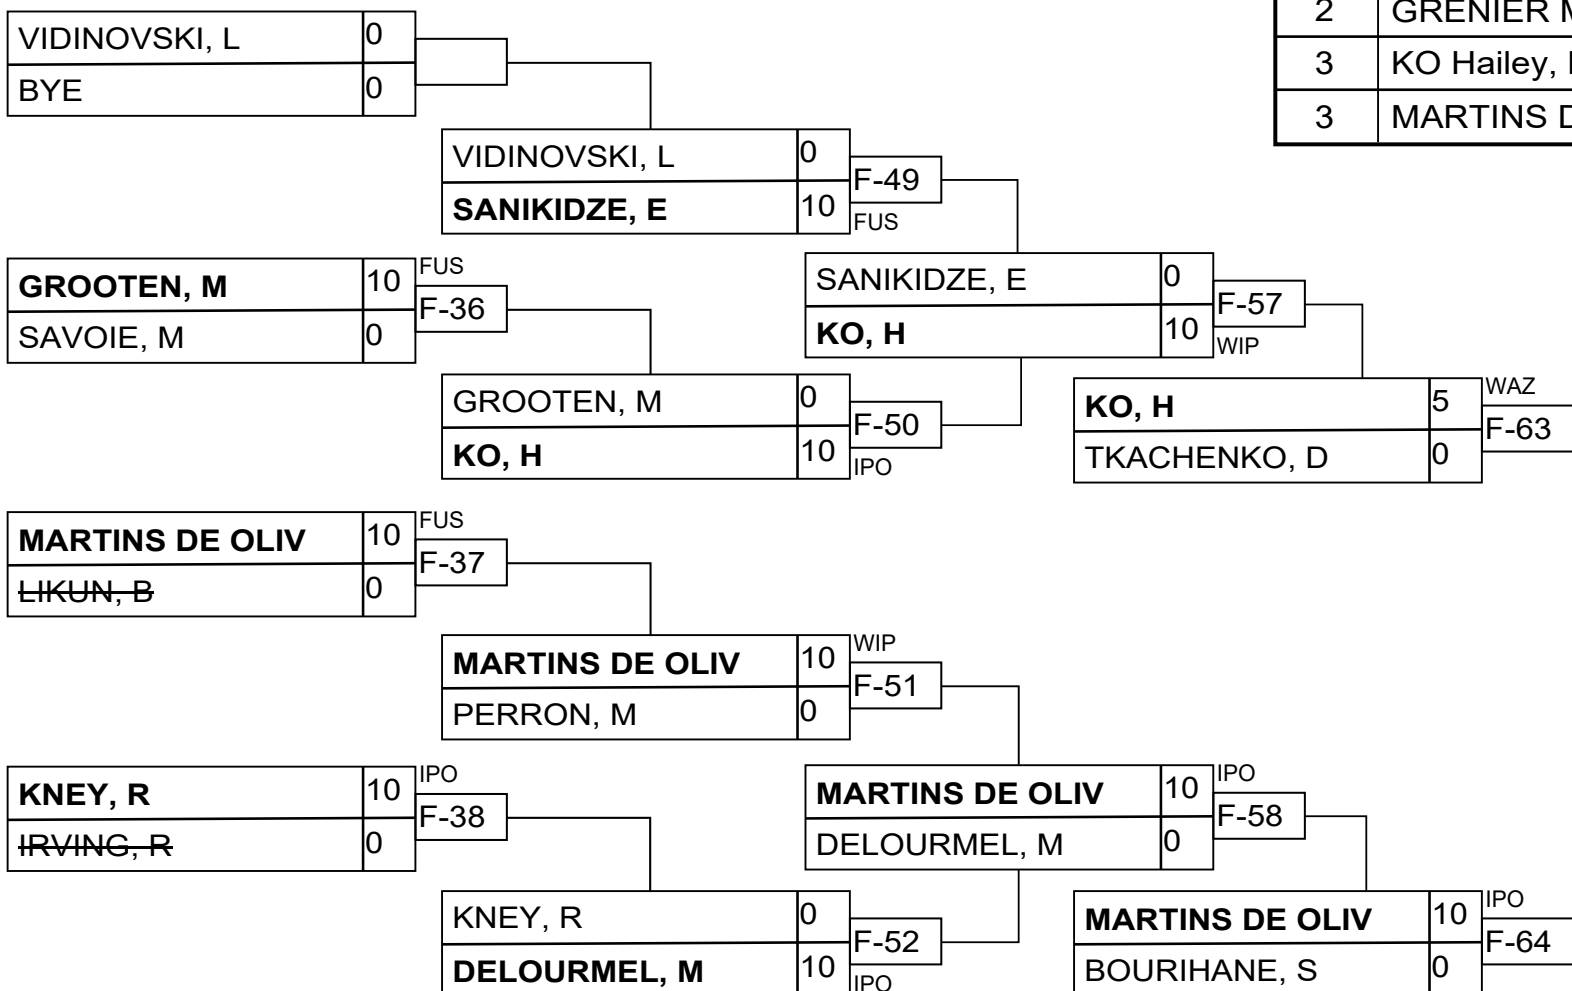 VIDINOVSKI, L 0
BYE 0
2 GRENIER
3 KO Hailey,
3 MARTINS
VIDINOVSKI, L 0
SANIKIDZE, E 10
F-49
FUS
GROOTEN, M 10
SAVOIE, M 0
FUS
F-36
SANIKIDZE, E 0
KO, H 10
F-57
WIP
GROOTEN, M 0
KO, H 10
F-50
IPO
KO, H 5
TKACHENKO, D 0
WAZ
F-63
MARTINS DE OLIV 10
LIKUN, B 0
FUS
F-37
MARTINS DE OLIV 10
PERRON, M 0
WIP
F-51
KNEY, R 10
IRVING, R 0
IPO
F-38
MARTINS DE OLIV 10
DELOURMEL, M 0
IPO
F-58
KNEY, R 0
DELOURMEL, M 10
F-52
IPO
MARTINS DE OLIV 10
BOURIHANE, S 0
IPO
F-64